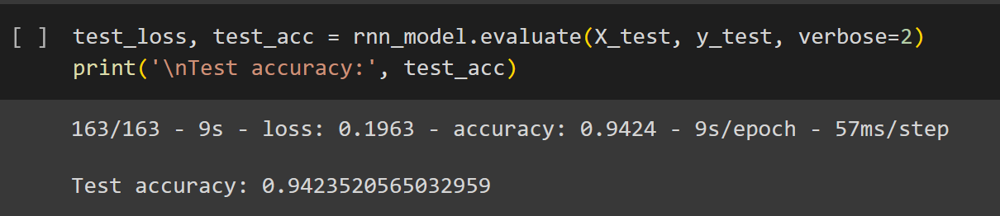 [ ] test_loss, test_acc = rnn_model.evaluate(X_test, y_test, verbose=2)
print('\nTest accuracy:', test_acc)
163/163 - 9s - loss: 0.1963 - accuracy: 0.9424 - 9s/epoch - 57ms/step
Test accuracy: 0.9423520565032959